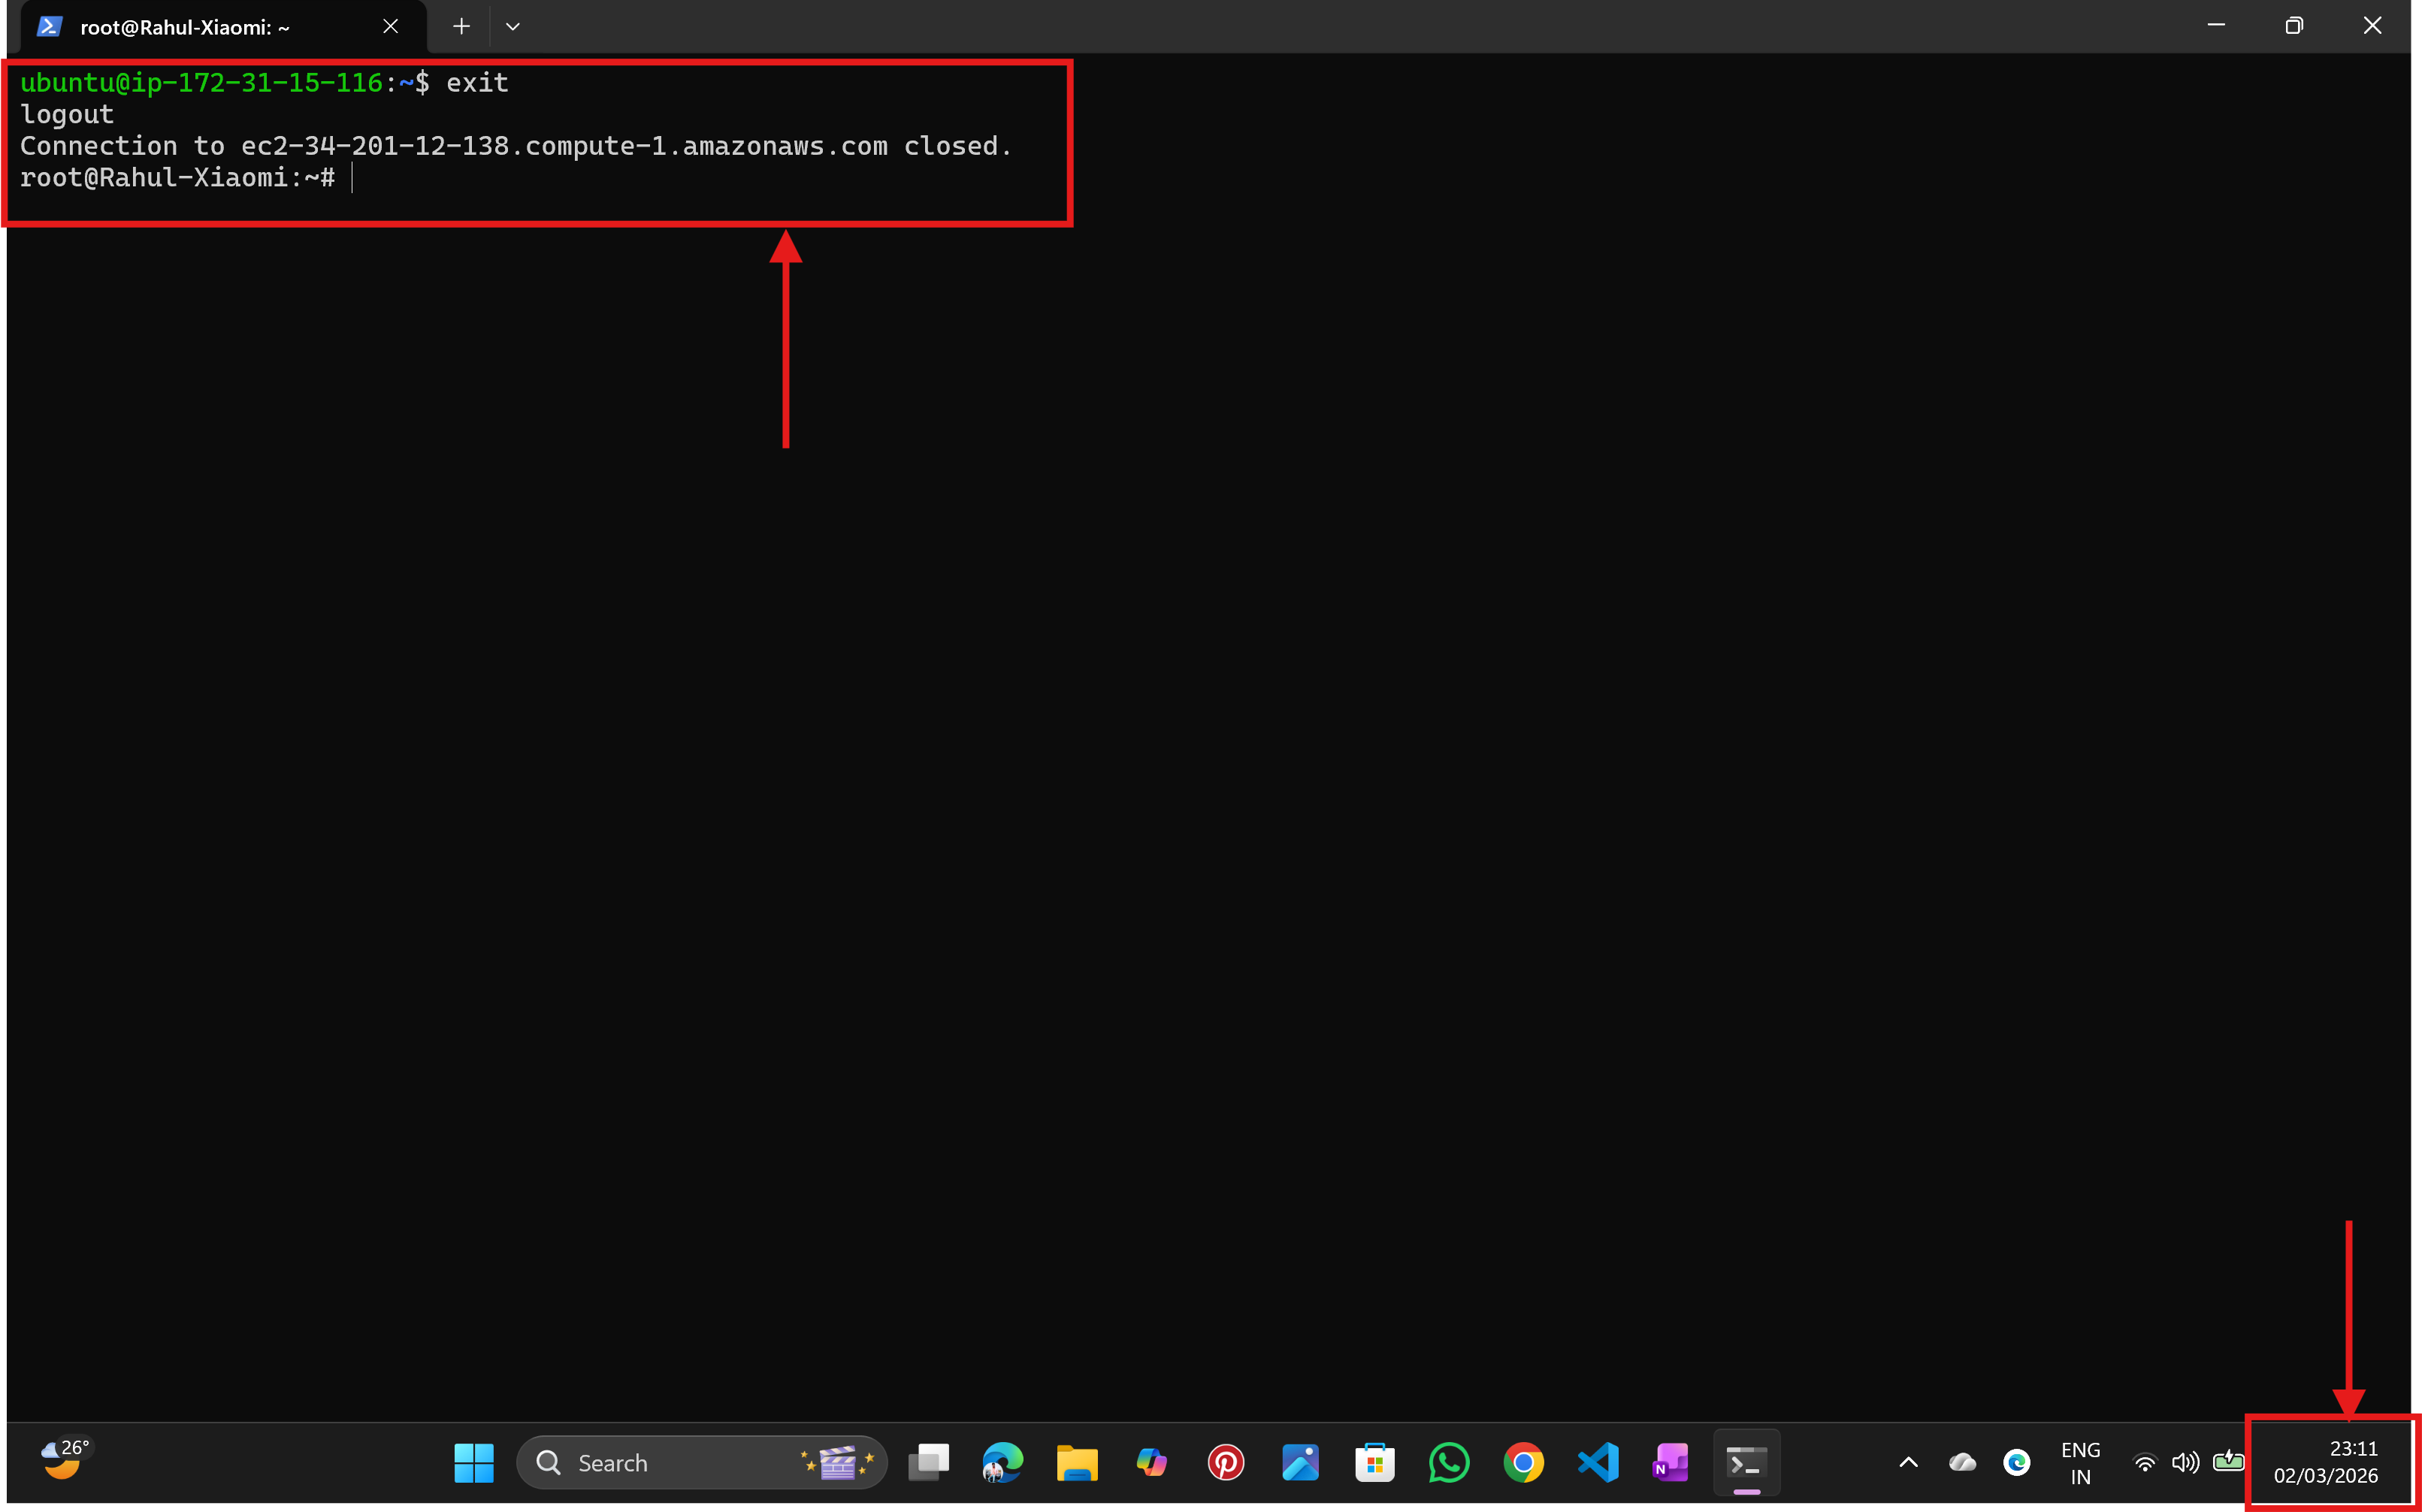 root@Rahul-Xiaomi: ~
ubuntu@ip-172-31-15-116:~$ exit
logout
Connection to ec2-34-201-12-138.compute-1.amazonaws.com closed.
root@Rahul-Xiaomi:~#
26°
Search
N
ENG
IN
23:11
02/03/2026